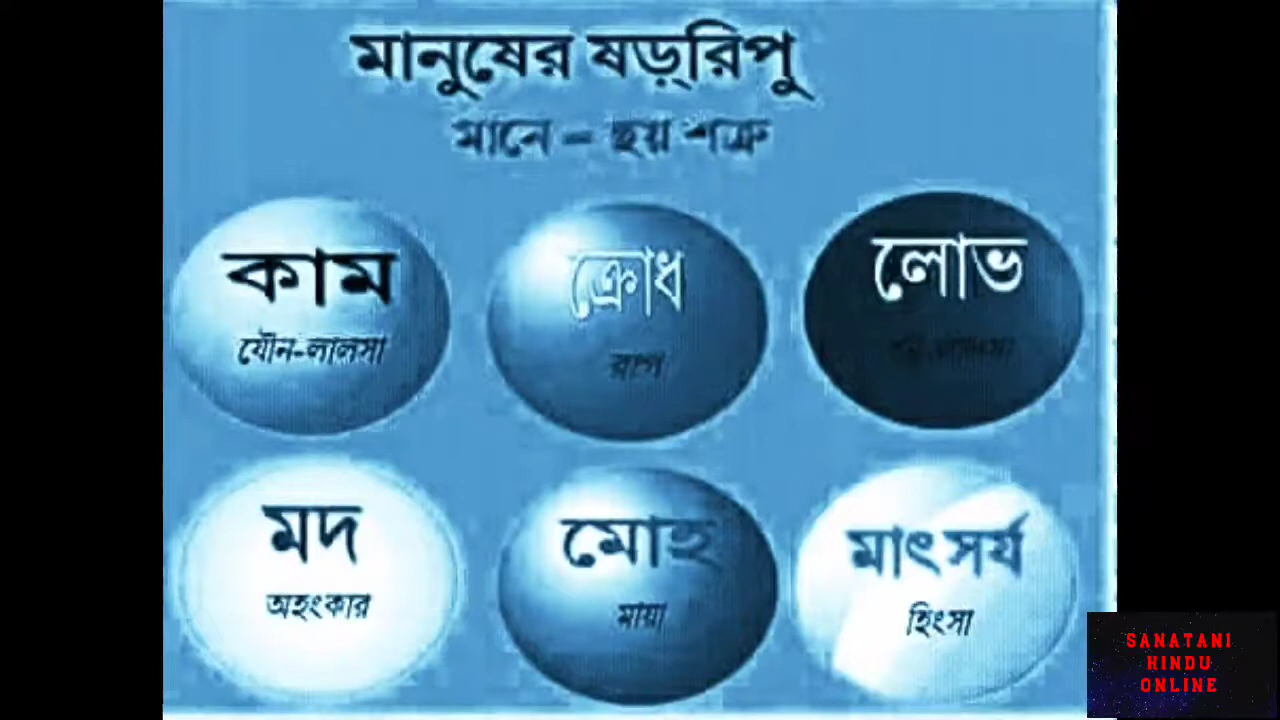 মানুষের ষড়্‌রিপু
মানে - ছয় শত্রু
কাম
যৌন-লালসা
ক্রোধ
রাগ
লোভ
মদ
অহংকার
মোহ
মায়া
মাৎসর্য
হিংসা
SANATANI
HINDU
ONLINE